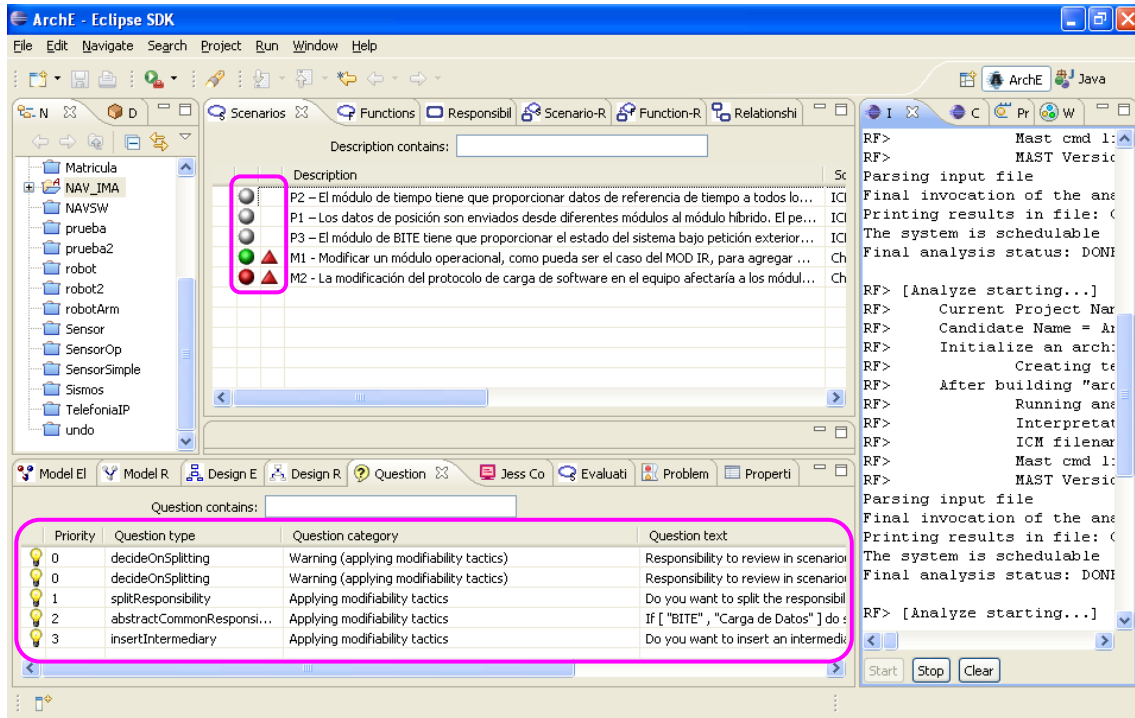 ArchE - Eclipse SDK
File Edit Navigate Search Project Run Window Help
ArchE Java
N D
Matricula
NAV_IMA
NAVSW
prueba
prueba2
robot
robot2
robotArm
Sensor
SensorOp
SensorSimple
Sismos
TelefoniaIP
undo
Scenarios Functions Responsibil Scenario-R Function-R Relationshi
Description contains:
Description Sc
P2 – El módulo de tiempo tiene que proporcionar datos de referencia de tiempo a todos lo... ICI
P1 – Los datos de posición son enviados desde diferentes módulos al módulo híbrido. El pe... ICI
P3 – El módulo de BITE tiene que proporcionar el estado del sistema bajo petición exterior... ICI
M1 - Modificar un módulo operacional, como pueda ser el caso del MOD IR, para agregar ... Ch
M2 - La modificación del protocolo de carga de software en el equipo afectaría a los módul... Ch
I C Pr W
RF> Mast cmd li
RF> MAST Versio
Parsing input file
Final invocation of the ana
Printing results in file: C
The system is schedulable
Final analysis status: DONE
RF> [Analyze starting...]
RF> Current Project Nam
RF> Candidate Name = Ar
RF> Initialize an archi
RF> Creating te
RF> After building "arc
RF> Running ana
RF> Interpretat
RF> ICM filenam
RF> Mast cmd li
RF> MAST Versio
Parsing input file
Final invocation of the ana
Printing results in file: C
The system is schedulable
Final analysis status: DONE
RF> [Analyze starting...]
Start Stop Clear
Model El Model R Design E Design R Question Jess Co Evaluati Problem Properti
Question contains:
Priority Question type Question category Question text
0 decideOnSplitting Warning (applying modifiability tactics) Responsibility to review in scenario
0 decideOnSplitting Warning (applying modifiability tactics) Responsibility to review in scenario
1 splitResponsibility Applying modifiability tactics Do you want to split the responsibil
2 abstractCommonResponsi... Applying modifiability tactics If [ "BITE" , "Carga de Datos" ] do s
3 insertIntermediary Applying modifiability tactics Do you want to insert an intermedia